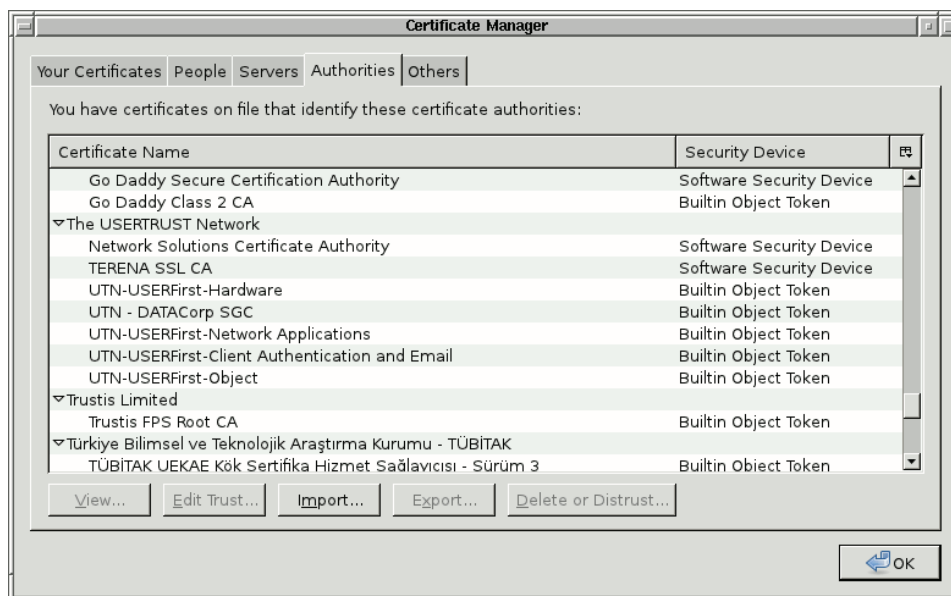 Certificate Manager
Your Certificates People Servers Authorities Others
You have certificates on file that identify these certificate authorities:
Certificate Name Security Device
Go Daddy Secure Certification Authority Software Security Device
Go Daddy Class 2 CA Builtin Object Token
The USERTRUST Network
Network Solutions Certificate Authority Software Security Device
TERENA SSL CA Software Security Device
UTN-USERFirst-Hardware Builtin Object Token
UTN - DATACorp SGC Builtin Object Token
UTN-USERFirst-Network Applications Builtin Object Token
UTN-USERFirst-Client Authentication and Email Builtin Object Token
UTN-USERFirst-Object Builtin Object Token
Trustis Limited
Trustis FPS Root CA Builtin Object Token
Türkiye Bilimsel ve Teknolojik Araştırma Kurumu - TÜBİTAK
TÜBİTAK UEKAE Kök Sertifika Hizmet Sağlayıcısı - Sürüm 3 Builtin Object Token
View... Edit Trust... Import... Export... Delete or Distrust...
OK